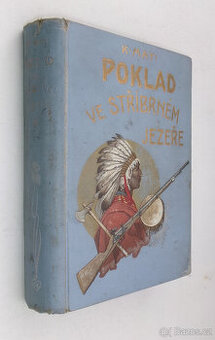 K. MAY:
POKLAD
VE STŘÍBRNÉM
JEZEŘE